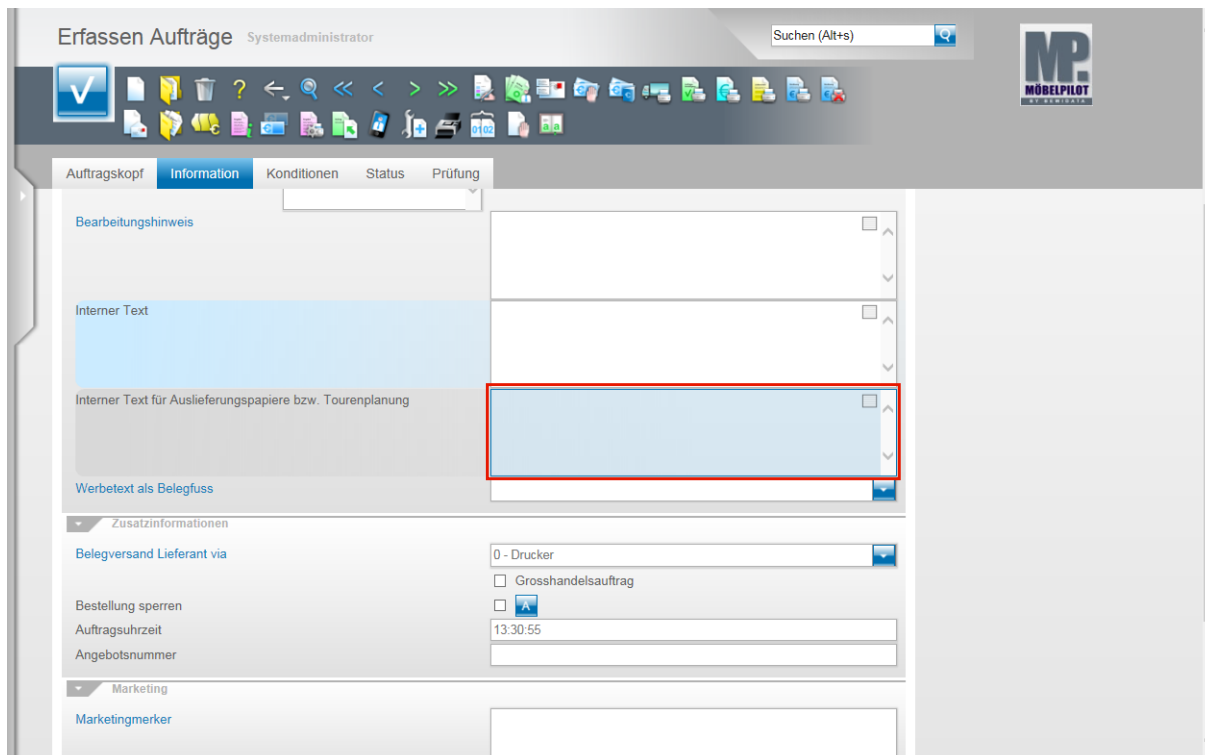 Erfassen Aufträge Systemadministrator
Suchen (Alt+s)
MP.
MÖBELPILOT
Auftragskopf Information Konditionen Status Prüfung
Bearbeitungshinweis
Interner Text
Interner Text für Auslieferungspapiere bzw. Tourenplanung
Werbetext als Belegfuss
Zusatzinformationen
Belegversand Lieferant via 0 - Drucker
Grosshandelsauftrag
Bestellung sperren A
Auftragsuhrzeit 13:30:55
Angebotsnummer
Marketing
Marketingmerker